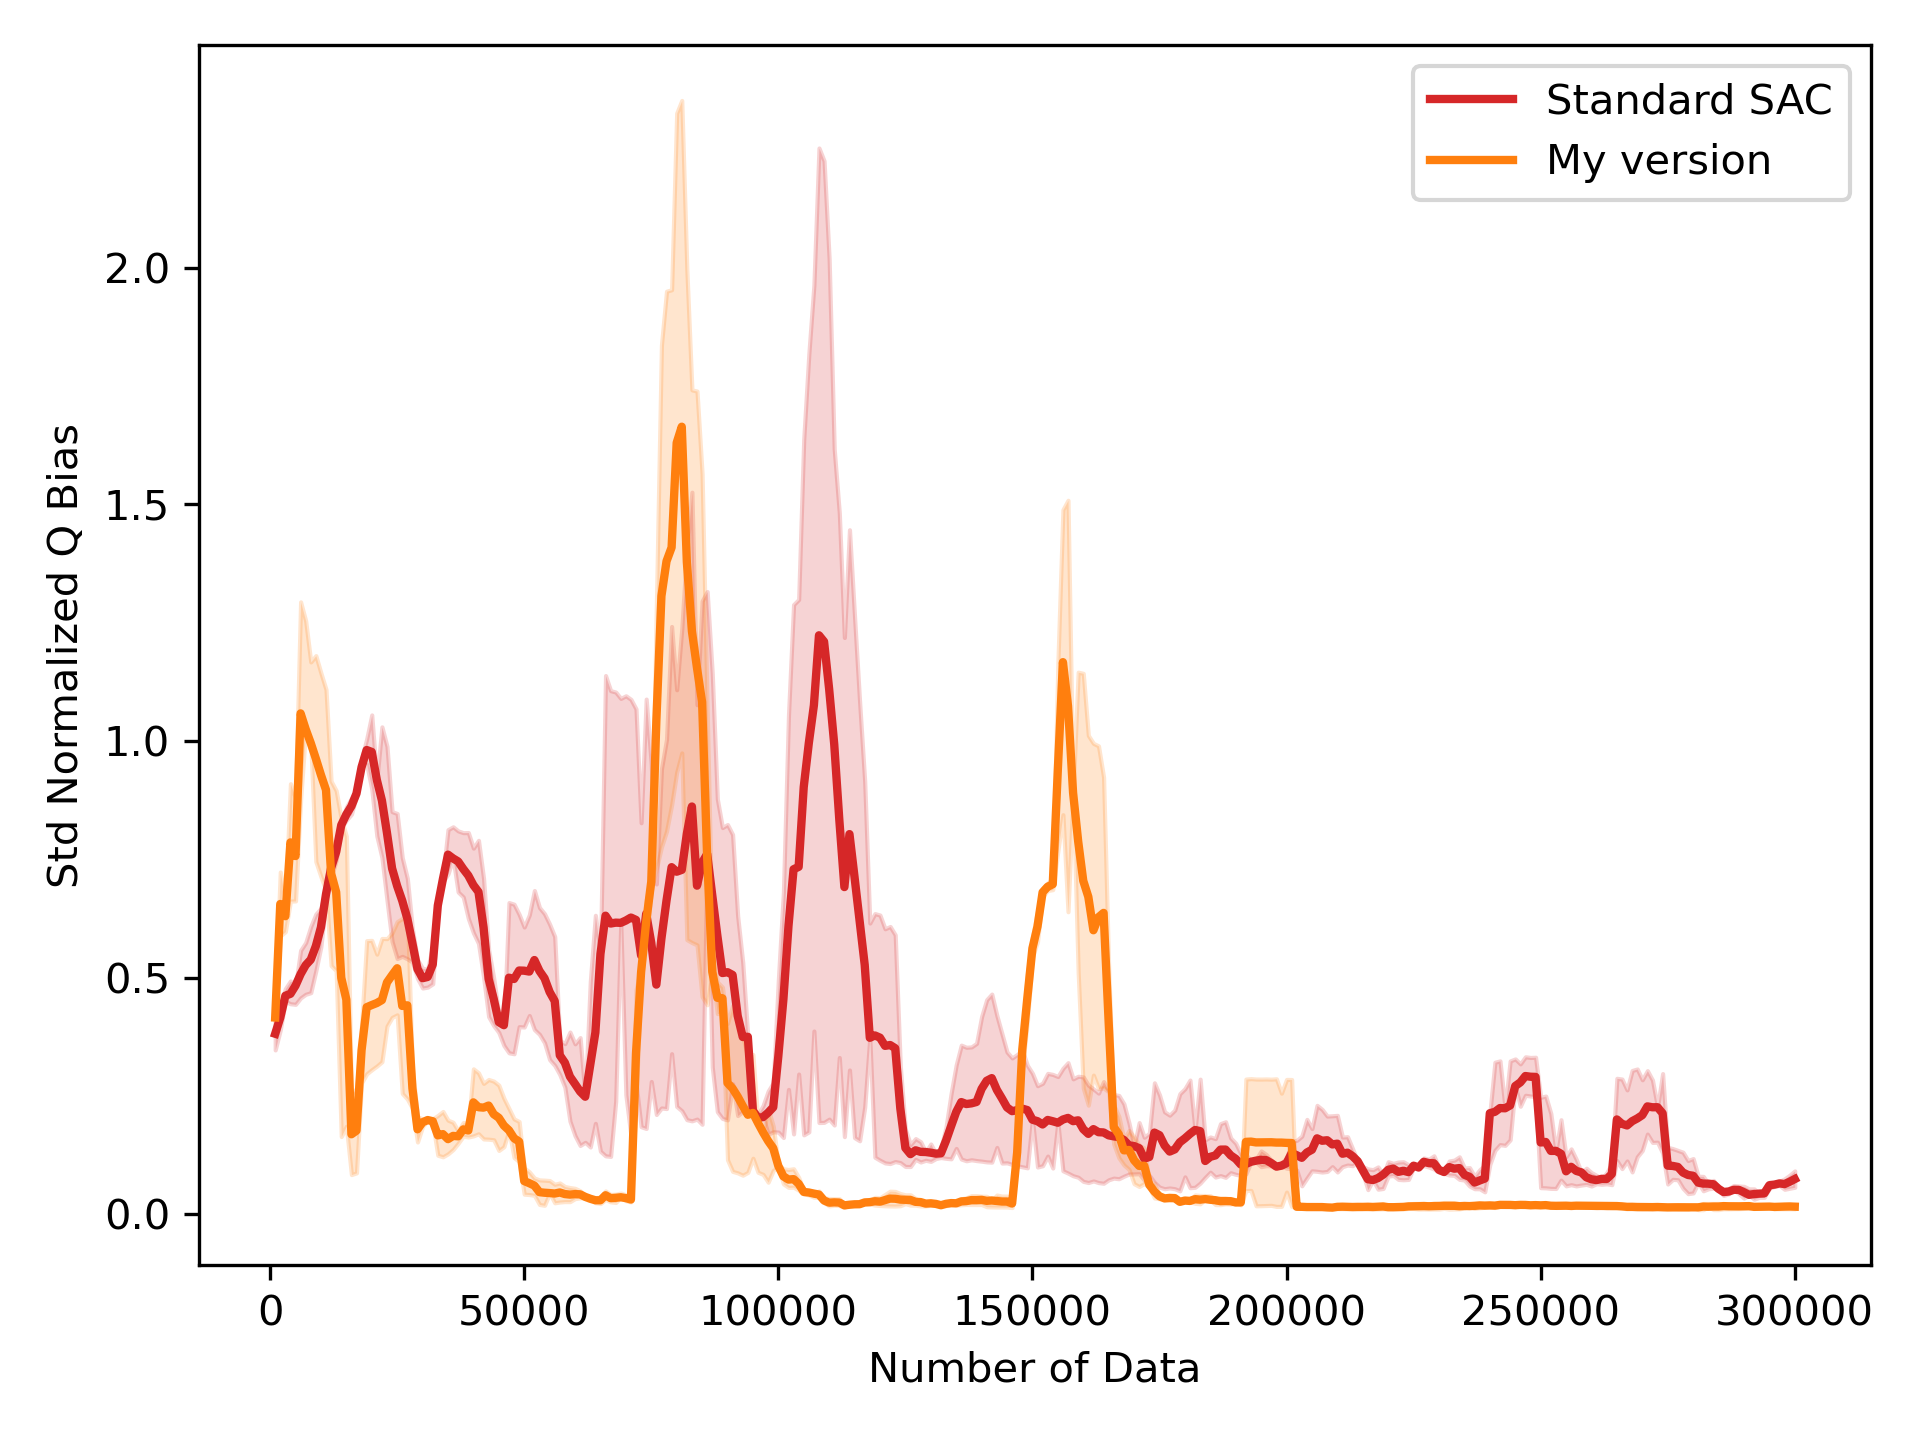 Standard SAC
My version
Std Normalized Q Bias
2.0
1.5
1.0
0.5
0.0
0 50000 100000 150000 200000 250000 300000
Number of Data